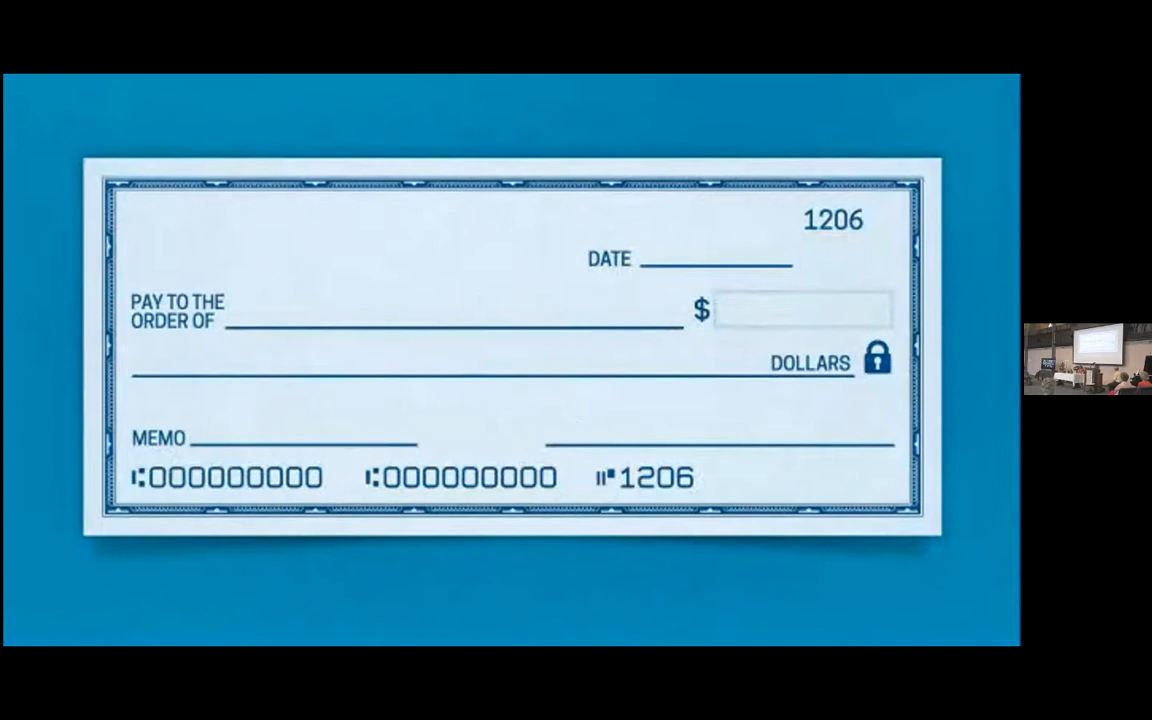 1206
DATE
PAY TO THE
ORDER OF
$
DOLLARS
MEMO
⑆000000000 ⑆000000000 ⑈1206